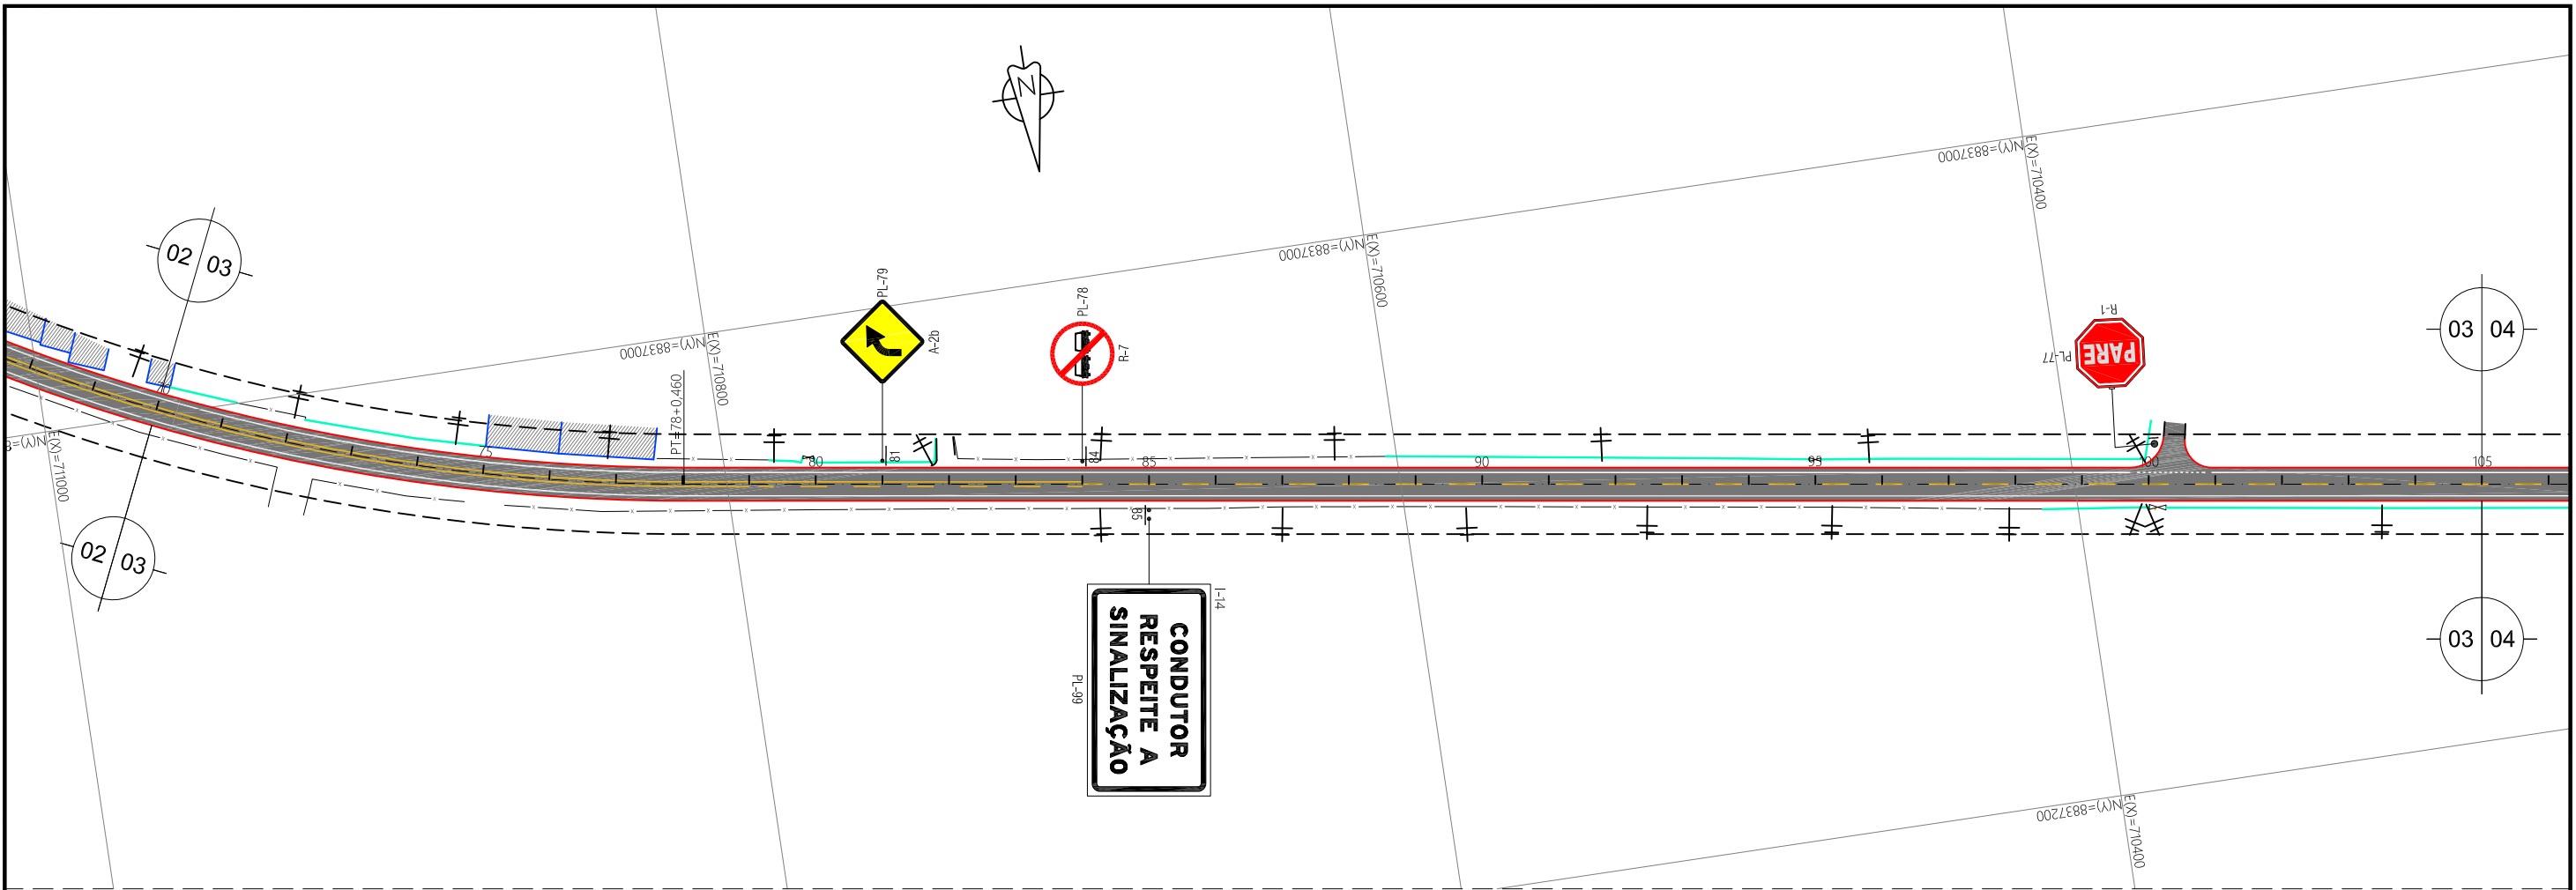 N
N(Y)=8837000
E(X)=710400
N(Y)=8837000
E(X)=710600
02 03
PL-79
A-2b
PL-78
R-7
R-1
PARE
PL-77
03 04
N(Y)=8837000
E(X)=710800
PT=78+0,460
E(X)=711000
75
80
81
84
85
90
95
100
105
85
02 03
I-14
CONDUTOR
RESPEITE A
SINALIZAÇÃO
PL-99
03 04
N(Y)=8837200
E(X)=710400